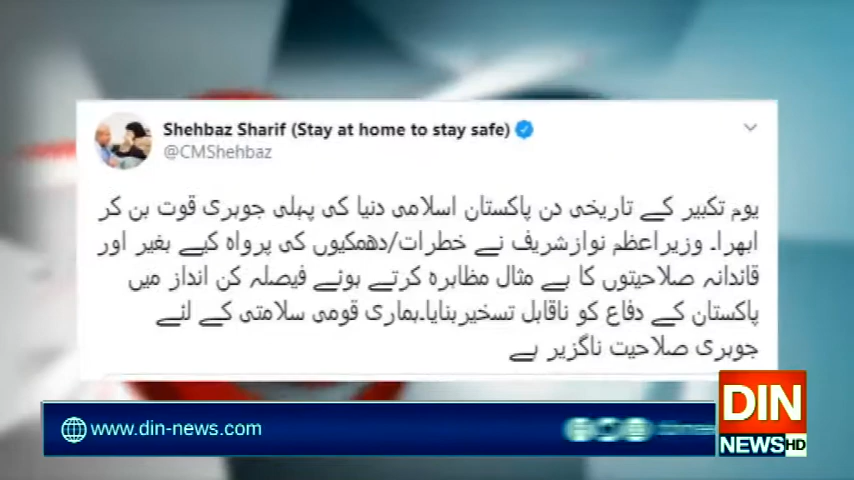 Shehbaz Sharif (Stay at home to stay safe)
@CMShehbaz
یوم تکبیر کے تاریخی دن پاکستان اسلامی دنیا کی پہلی جوہری قوت بن کر
ابھرا۔ وزیراعظم نوازشریف نے خطرات/دھمکیوں کی پرواہ کیے بغیر اور
قائدانہ صلاحیتوں کا بے مثال مظاہرہ کرتے ہوئے فیصلہ کن انداز میں
پاکستان کے دفاع کو ناقابل تسخیربنایا۔ہماری قومی سلامتی کے لئے
جوہری صلاحیت ناگزیر ہے
www.din-news.com
DIN
NEWS HD